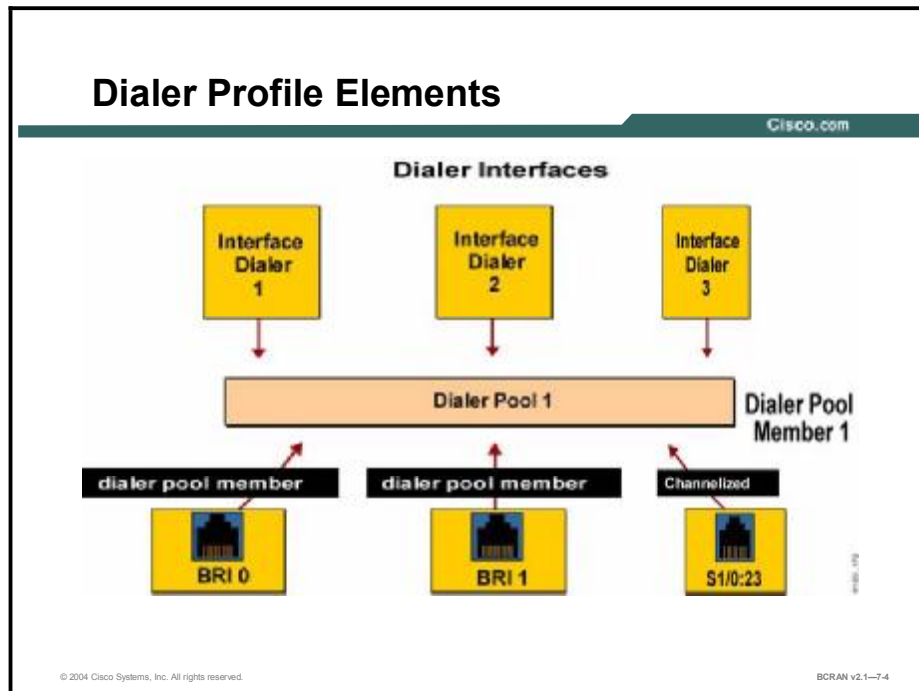 Dialer Profile Elements
Cisco.com
Dialer Interfaces
Interface
Dialer
1
Interface
Dialer
2
Interface
Dialer
3
Dialer Pool 1
Dialer Pool
Member 1
dialer pool member
dialer pool member
Channelized
BRI 0
BRI 1
S1/0:23
© 2004 Cisco Systems, Inc. All rights reserved.
BCRAN v2.1—7-4